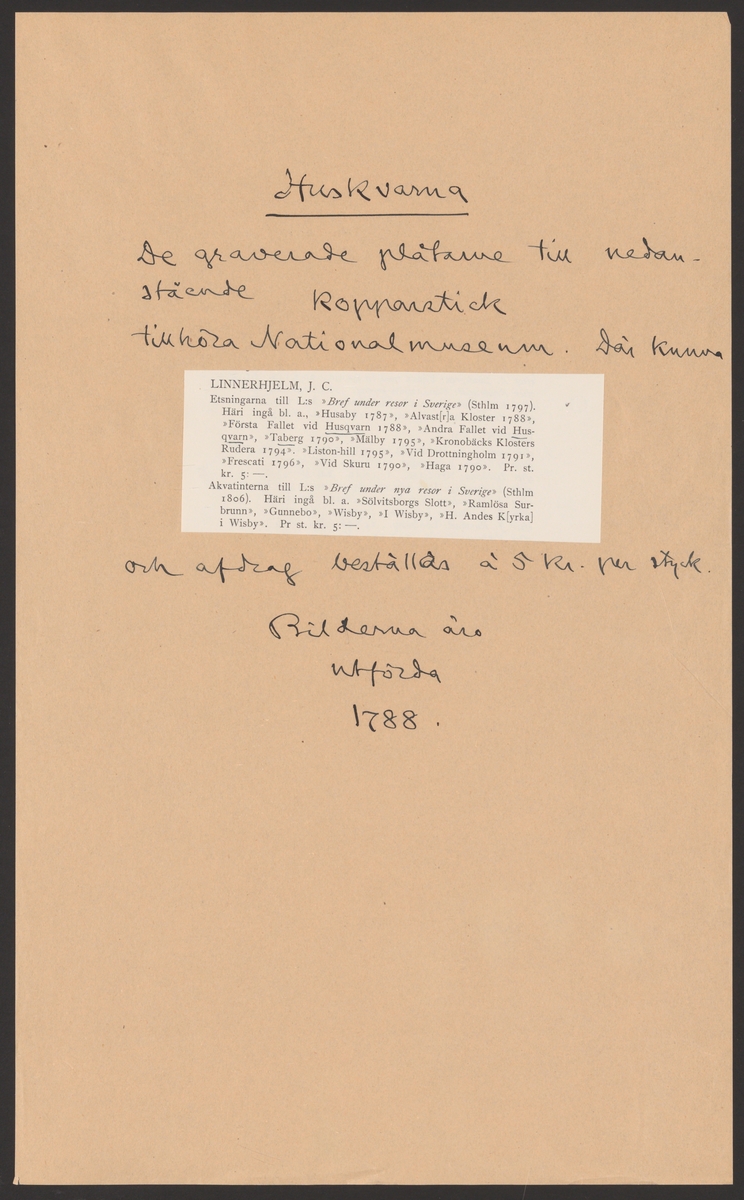 Huskvarna
De graverade plåtarne till nedan-
stående kopparstick
tillhöra Nationalmuseum. Där kunna
LINNERHJELM, J. C.
Etsningarna till L:s »Bref under resor i Sverige» (Sthlm 1797).
Häri ingå bl. a., »Husaby 1787», »Alvast[r]a Kloster 1788»,
»Första Fallet vid Husqvarn 1788», »Andra Fallet vid Hus-
qvarn», »Taberg 1790», »Mälby 1795», »Kronobäcks Klosters
Rudera 1794». »Liston-hill 1795», »Vid Drottningholm 1791»,
»Frescati 1796», »Vid Skuru 1790», »Haga 1790». Pr. st.
kr. 5: —.
Akvatinterna till L:s »Bref under nya resor i Sverige» (Sthlm
1806). Häri ingå bl. a. »Sölvitsborgs Slott», »Ramlösa Sur-
brunn», »Gunnebo», »Wisby», »I Wisby», »H. Andes K[yrka]
i Wisby». Pr st. kr. 5: —.
och afdrag beställas à 5 kr. per styck.
Bilderna äro
utförda
1788.